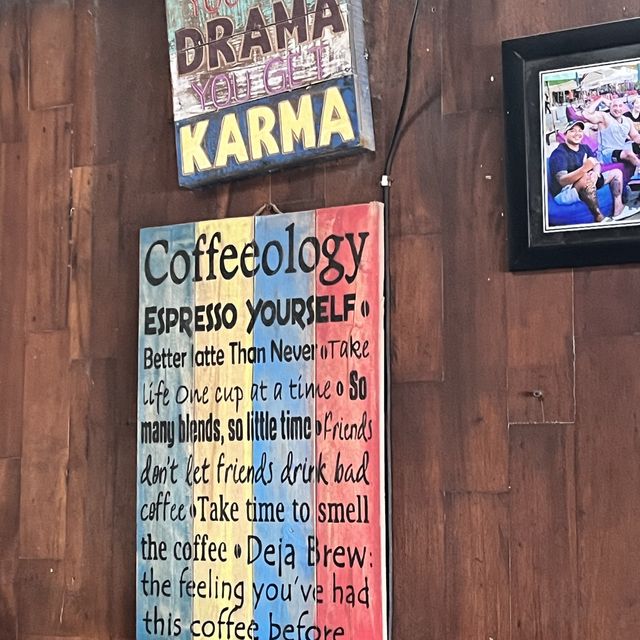 YOU
DRAMA
YOU GET
KARMA
Coffeeology
ESPRESSO YOURSELF
Better latte Than Never Take
life One cup at a time So
many blends, so little time Friends
don't let friends drink bad
coffee Take time to smell
the coffee Deja Brew:
the feeling you've had
this coffee before